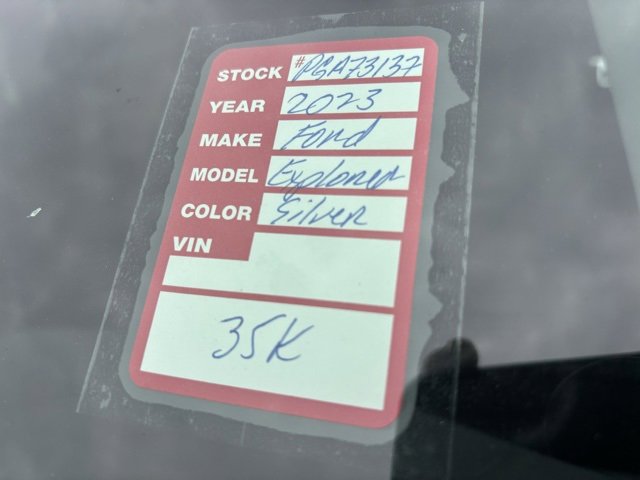 STOCK #PGA73137
YEAR 2023
MAKE Ford
MODEL Explorer
COLOR Silver
VIN
35K